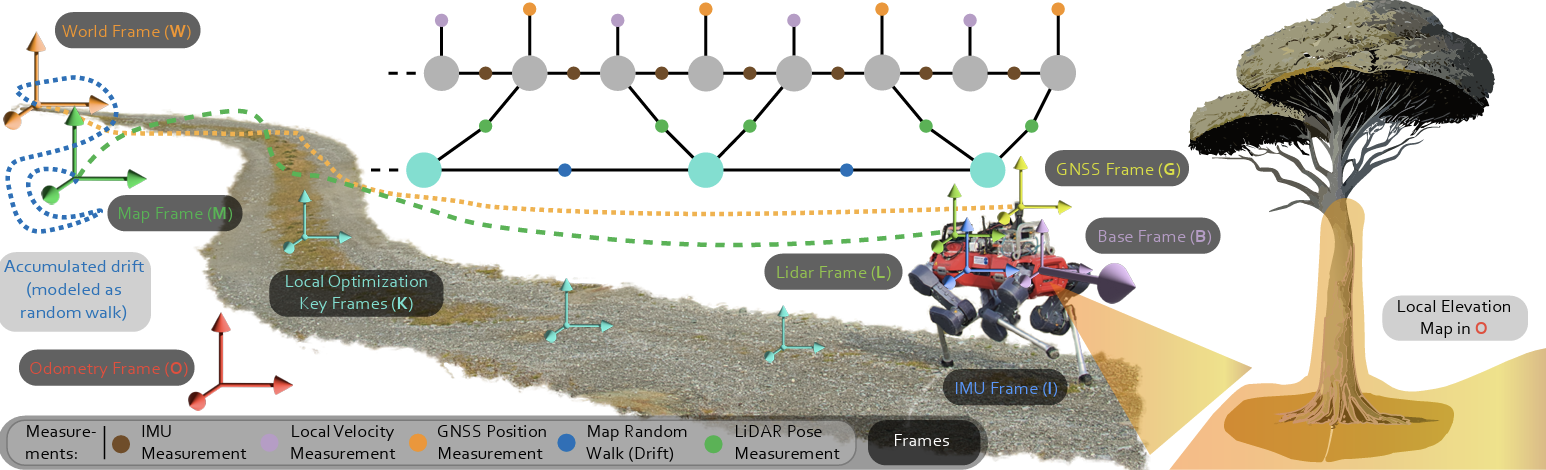 World Frame (W)
Map Frame (M)
Accumulated drift
(modeled as
random walk)
Odometry Frame (O)
Local Optimization
Key Frames (K)
GNSS Frame (G)
Base Frame (B)
Lidar Frame (L)
IMU Frame (I)
Local Elevation
Map in O
Measure-
ments:
IMU
Measurement
Local Velocity
Measurement
GNSS Position
Measurement
Map Random
Walk (Drift)
LiDAR Pose
Measurement
Frames